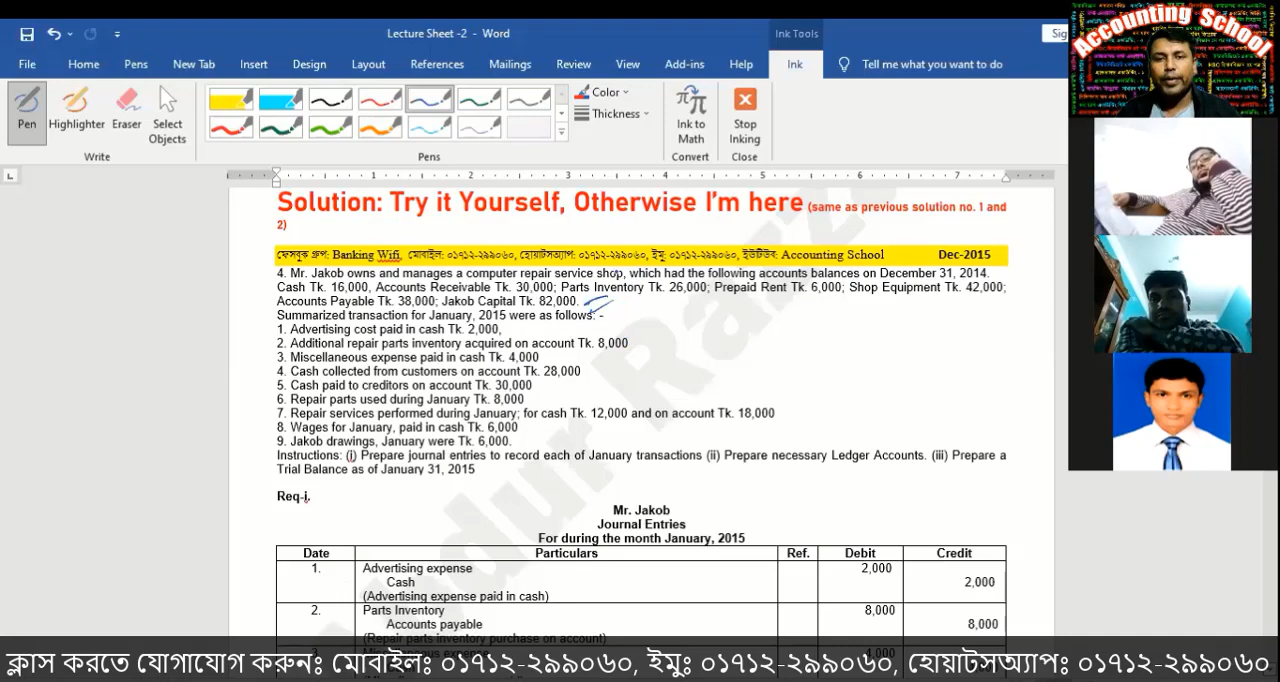 Lecture Sheet -2 - Word
Ink Tools
Sig
File
Home
Pens
New Tab
Insert
Design
Layout
References
Mailings
Review
View
Add-ins
Help
Ink
Tell me what you want to do
Pen
Highlighter
Eraser
Select
Objects
Color
Thickness
Ink to
Math
Stop
Inking
Write
Pens
Convert
Close
Accounting School
1 2 3 4 5 6 7
Solution: Try it Yourself, Otherwise I'm here (same as previous solution no. 1 and
2)
ফেসবুক গ্রুপ: Banking Wifi, মোবাইল: ০১৭১২-২৯৯০৬০, হোয়াটসঅ্যাপ: ০১৭১২-২৯৯০৬০, ইমু: ০১৭১২-২৯৯০৬০, ইউটিউব: Accounting School Dec-2015
4. Mr. Jakob owns and manages a computer repair service shop, which had the following accounts balances on December 31, 2014.
Cash Tk. 16,000, Accounts Receivable Tk. 30,000; Parts Inventory Tk. 26,000; Prepaid Rent Tk. 6,000; Shop Equipment Tk. 42,000;
Accounts Payable Tk. 38,000; Jakob Capital Tk. 82,000.
Summarized transaction for January, 2015 were as follows: -
1. Advertising cost paid in cash Tk. 2,000,
2. Additional repair parts inventory acquired on account Tk. 8,000
3. Miscellaneous expense paid in cash Tk. 4,000
4. Cash collected from customers on account Tk. 28,000
5. Cash paid to creditors on account Tk. 30,000
6. Repair parts used during January Tk. 8,000
7. Repair services performed during January; for cash Tk. 12,000 and on account Tk. 18,000
8. Wages for January, paid in cash Tk. 6,000
9. Jakob drawings, January were Tk. 6,000.
Instructions: (i) Prepare journal entries to record each of January transactions (ii) Prepare necessary Ledger Accounts. (iii) Prepare a
Trial Balance as of January 31, 2015
Req-i.
Mr. Jakob
Journal Entries
For during the month January, 2015
Date Particulars Ref. Debit Credit
1. Advertising expense 2,000
Cash 2,000
(Advertising expense paid in cash)
2. Parts Inventory 8,000
Accounts payable 8,000
(Repair parts inventory purchase on account)
ক্লাস করতে যোগাযোগ করুনঃ মোবাইলঃ ০১৭১২-২৯৯০৬০, ইমুঃ ০১৭১২-২৯৯০৬০, হোয়াটসঅ্যাপঃ ০১৭১২-২৯৯০৬০